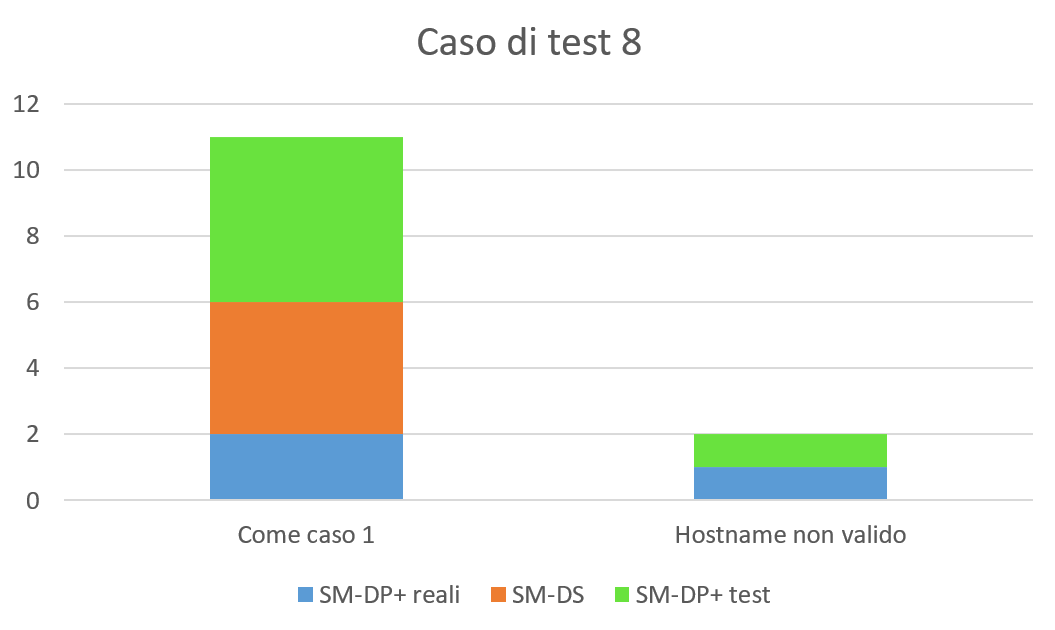 Caso di test 8
12
10
8
6
4
2
0
Come caso 1
Hostname non valido
SM-DP+ reali
SM-DS
SM-DP+ test